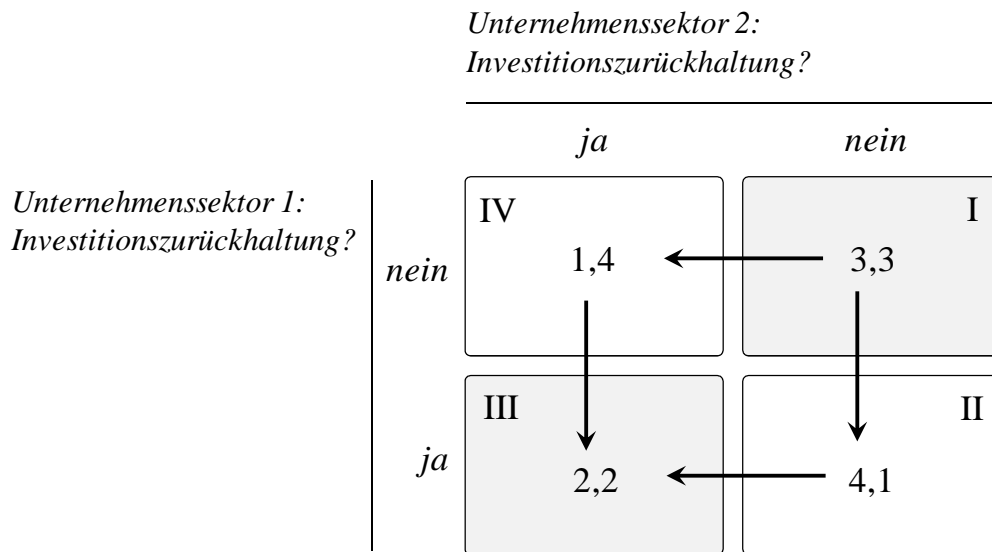 Unternehmenssektor 2:
Investitionszurückhaltung?
ja nein
Unternehmenssektor 1:
Investitionszurückhaltung?
nein
IV I
1,4 3,3
ja
III II
2,2 4,1